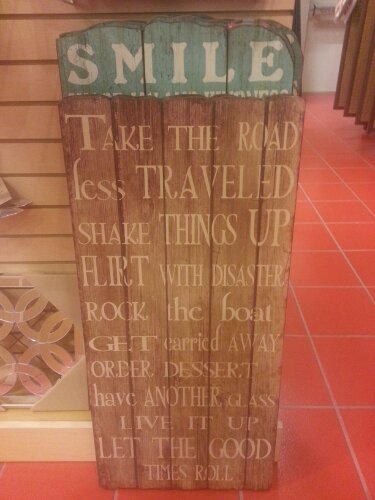 SMILE
TAKE THE ROAD
less TRAVELED
SHAKE THINGS UP
FLIRT WITH DISASTER
ROCK the boat
GET carried AWAY
ORDER DESSERT
have ANOTHER GLASS
LIVE IT UP
LET THE GOOD
TIMES ROLL